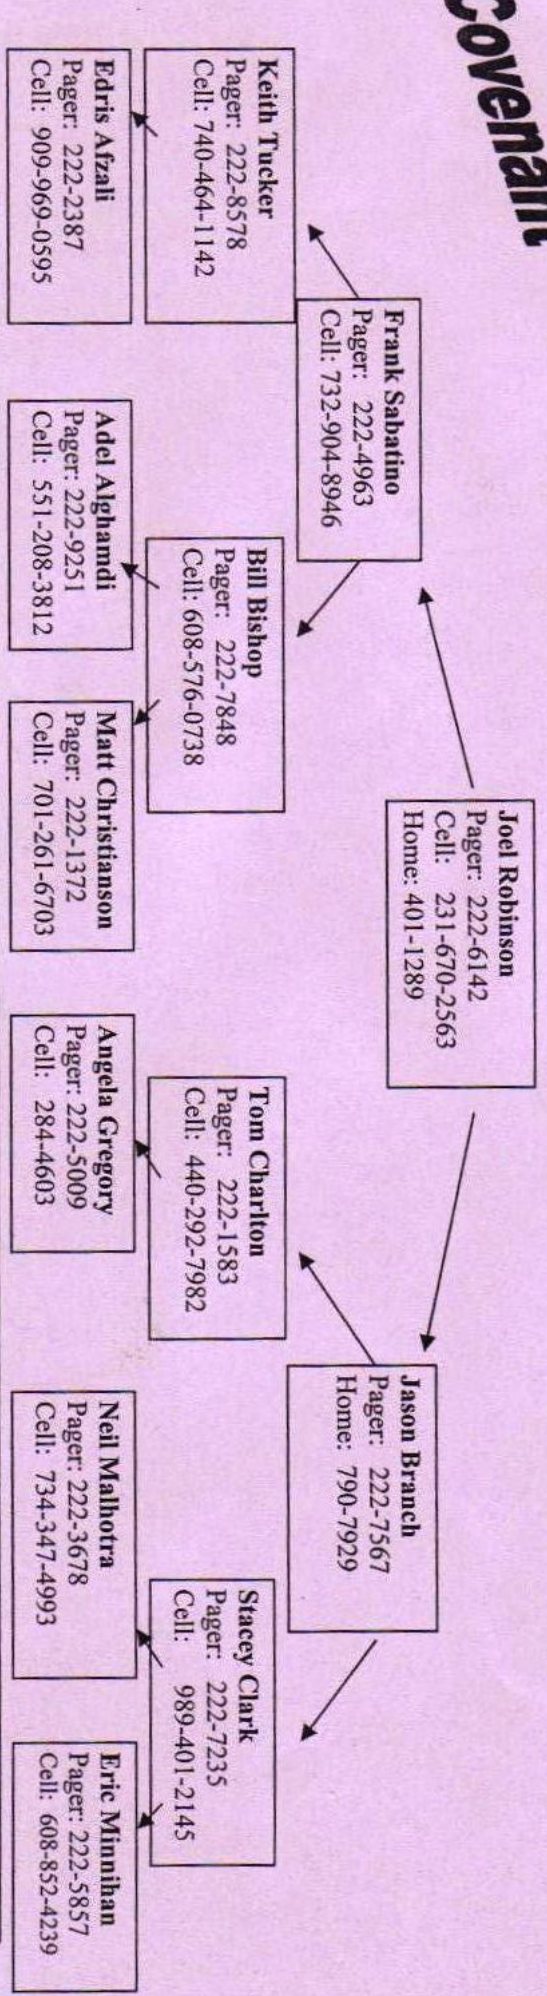 Covenant
Joel Robinson
Pager: 222-6142
Cell: 231-670-2563
Home: 401-1289
Frank Sabatino
Pager: 222-4963
Cell: 732-904-8946
Jason Branch
Pager: 222-7567
Home: 790-7929
Keith Tucker
Pager: 222-8578
Cell: 740-464-1142
Bill Bishop
Pager: 222-7848
Cell: 608-576-0738
Tom Charlton
Pager: 222-1583
Cell: 440-292-7982
Stacey Clark
Pager: 222-7235
Cell: 989-401-2145
Edris Afzali
Pager: 222-2387
Cell: 909-969-0595
Adel Alghamdi
Pager: 222-9251
Cell: 551-208-3812
Matt Christianson
Pager: 222-1372
Cell: 701-261-6703
Angela Gregory
Pager: 222-5009
Cell: 284-4603
Neil Malhotra
Pager: 222-3678
Cell: 734-347-4993
Eric Minnihan
Pager: 222-5857
Cell: 608-852-4239